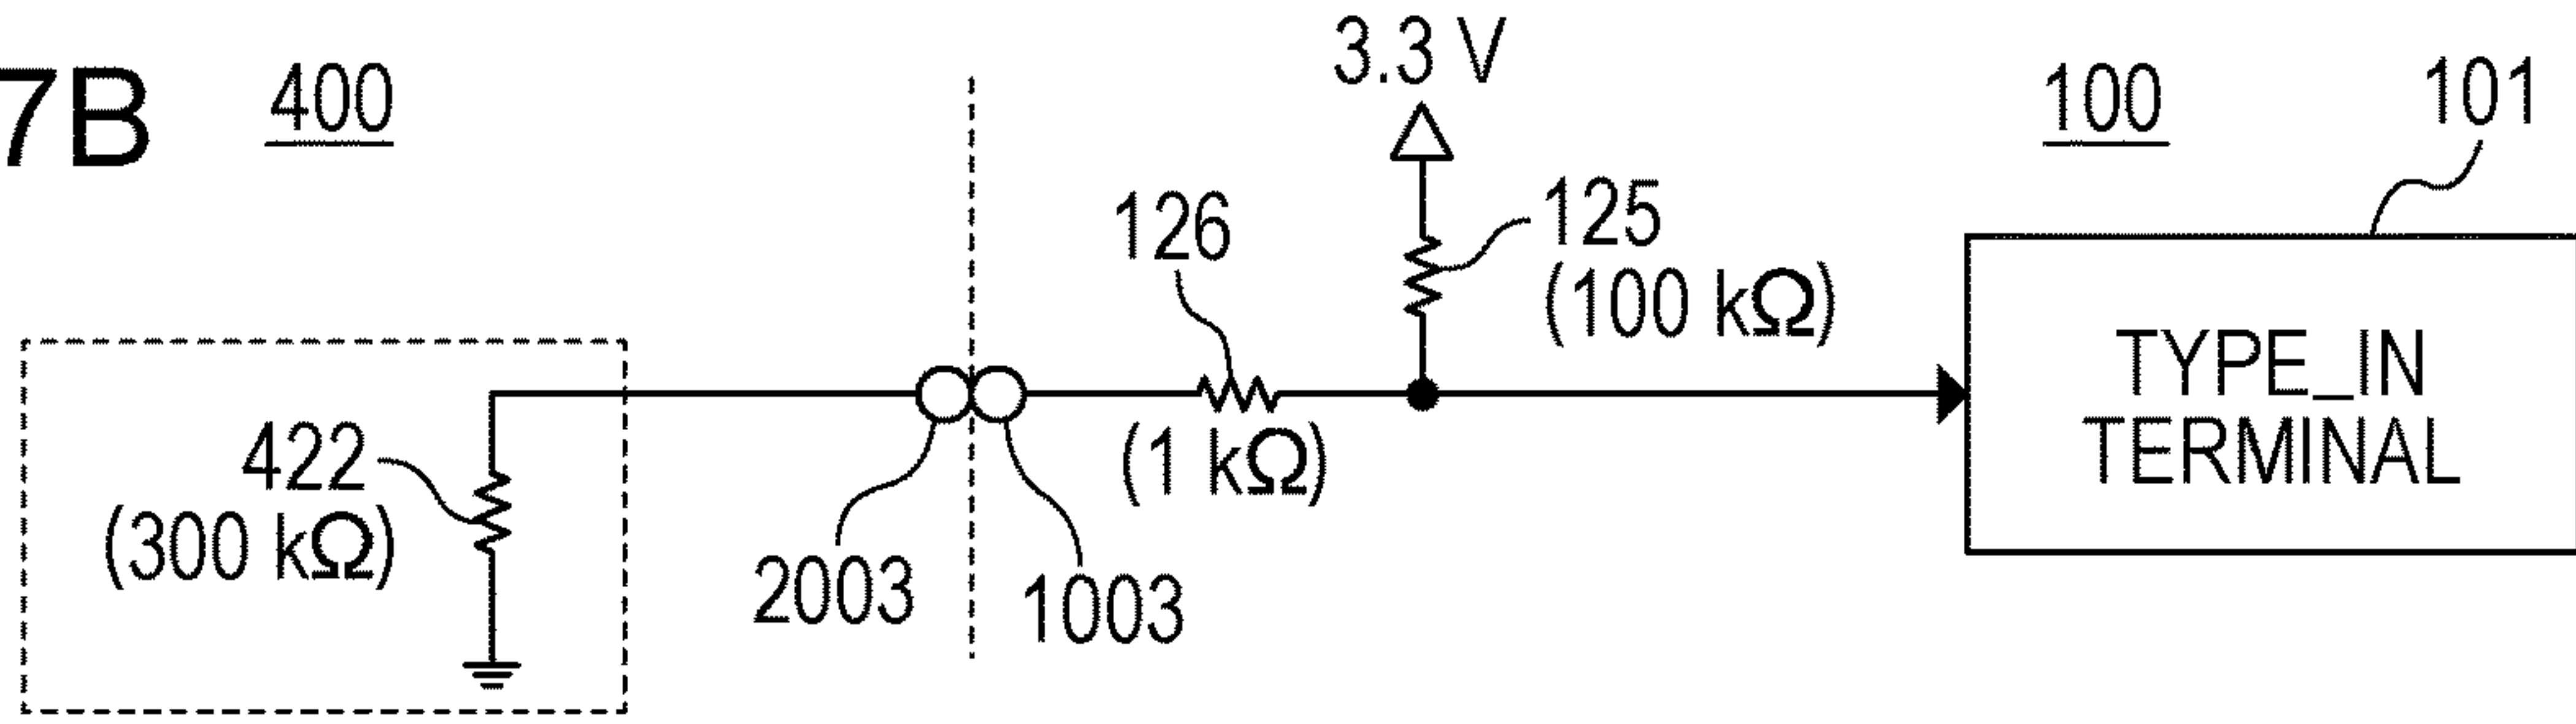 7B
400
3.3 V
100
101
126
125
(100 kΩ)
TYPE_IN
TERMINAL
422
(300 kΩ)
(1 kΩ)
2003
1003